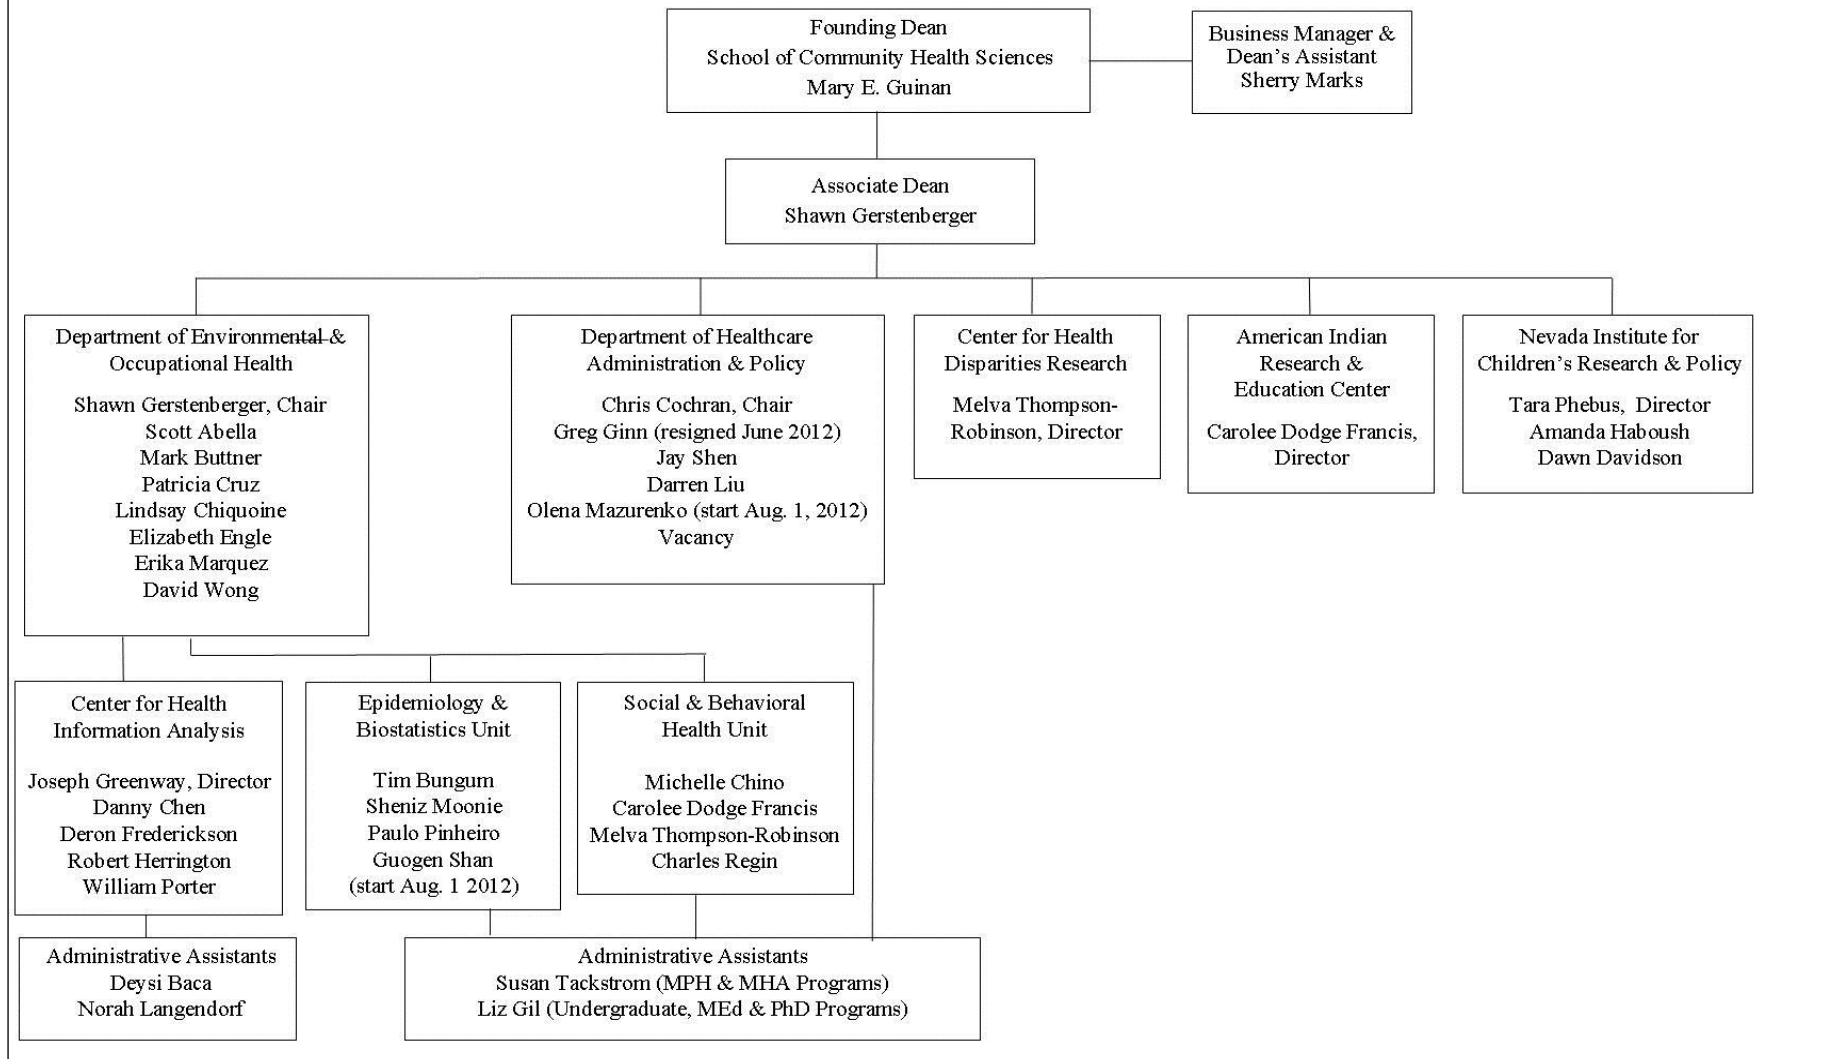 Founding Dean
School of Community Health Sciences
Mary E. Guinan
Business Manager &
Dean’s Assistant
Sherry Marks
Associate Dean
Shawn Gerstenberger
Department of Environmental &
Occupational Health
Shawn Gerstenberger, Chair
Scott Abella
Mark Buttner
Patricia Cruz
Lindsay Chiquoine
Elizabeth Engle
Erika Marquez
David Wong
Department of Healthcare
Administration & Policy
Chris Cochran, Chair
Greg Ginn (resigned June 2012)
Jay Shen
Darren Liu
Olena Mazurenko (start Aug. 1, 2012)
Vacancy
Center for Health
Disparities Research
Melva Thompson-
Robinson, Director
American Indian
Research &
Education Center
Carolee Dodge Francis,
Director
Nevada Institute for
Children’s Research & Policy
Tara Phebus, Director
Amanda Haboush
Dawn Davidson
Center for Health
Information Analysis
Joseph Greenway, Director
Danny Chen
Deron Frederickson
Robert Herrington
William Porter
Epidemiology &
Biostatistics Unit
Tim Bungum
Sheniz Moonie
Paulo Pinheiro
Guogen Shan
(start Aug. 1 2012)
Social & Behavioral
Health Unit
Michelle Chino
Carolee Dodge Francis
Melva Thompson-Robinson
Charles Regin
Administrative Assistants
Deysi Baca
Norah Langendorf
Administrative Assistants
Susan Tackstrom (MPH & MHA Programs)
Liz Gil (Undergraduate, MEd & PhD Programs)